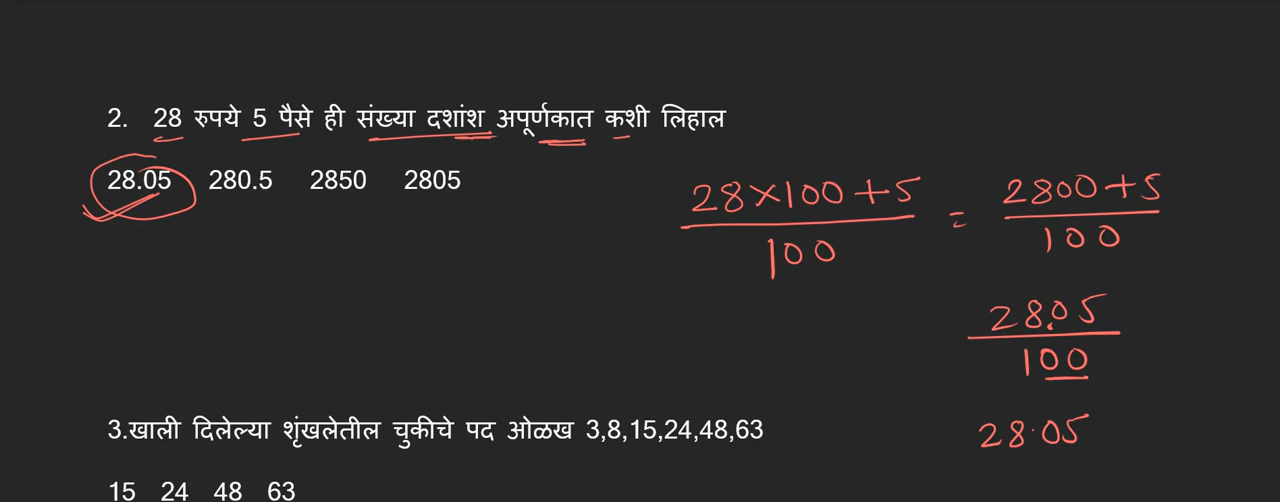 2. 28 रुपये 5 पैसे ही संख्या दशांश अपूर्णकात कशी लिहाल
28.05 280.5 2850 2805
28×100+5 = 2800+5
100 100
28.05
100
28.05
3.खाली दिलेल्या शृंखलेतील चुकीचे पद ओळख 3,8,15,24,48,63
15 24 48 63